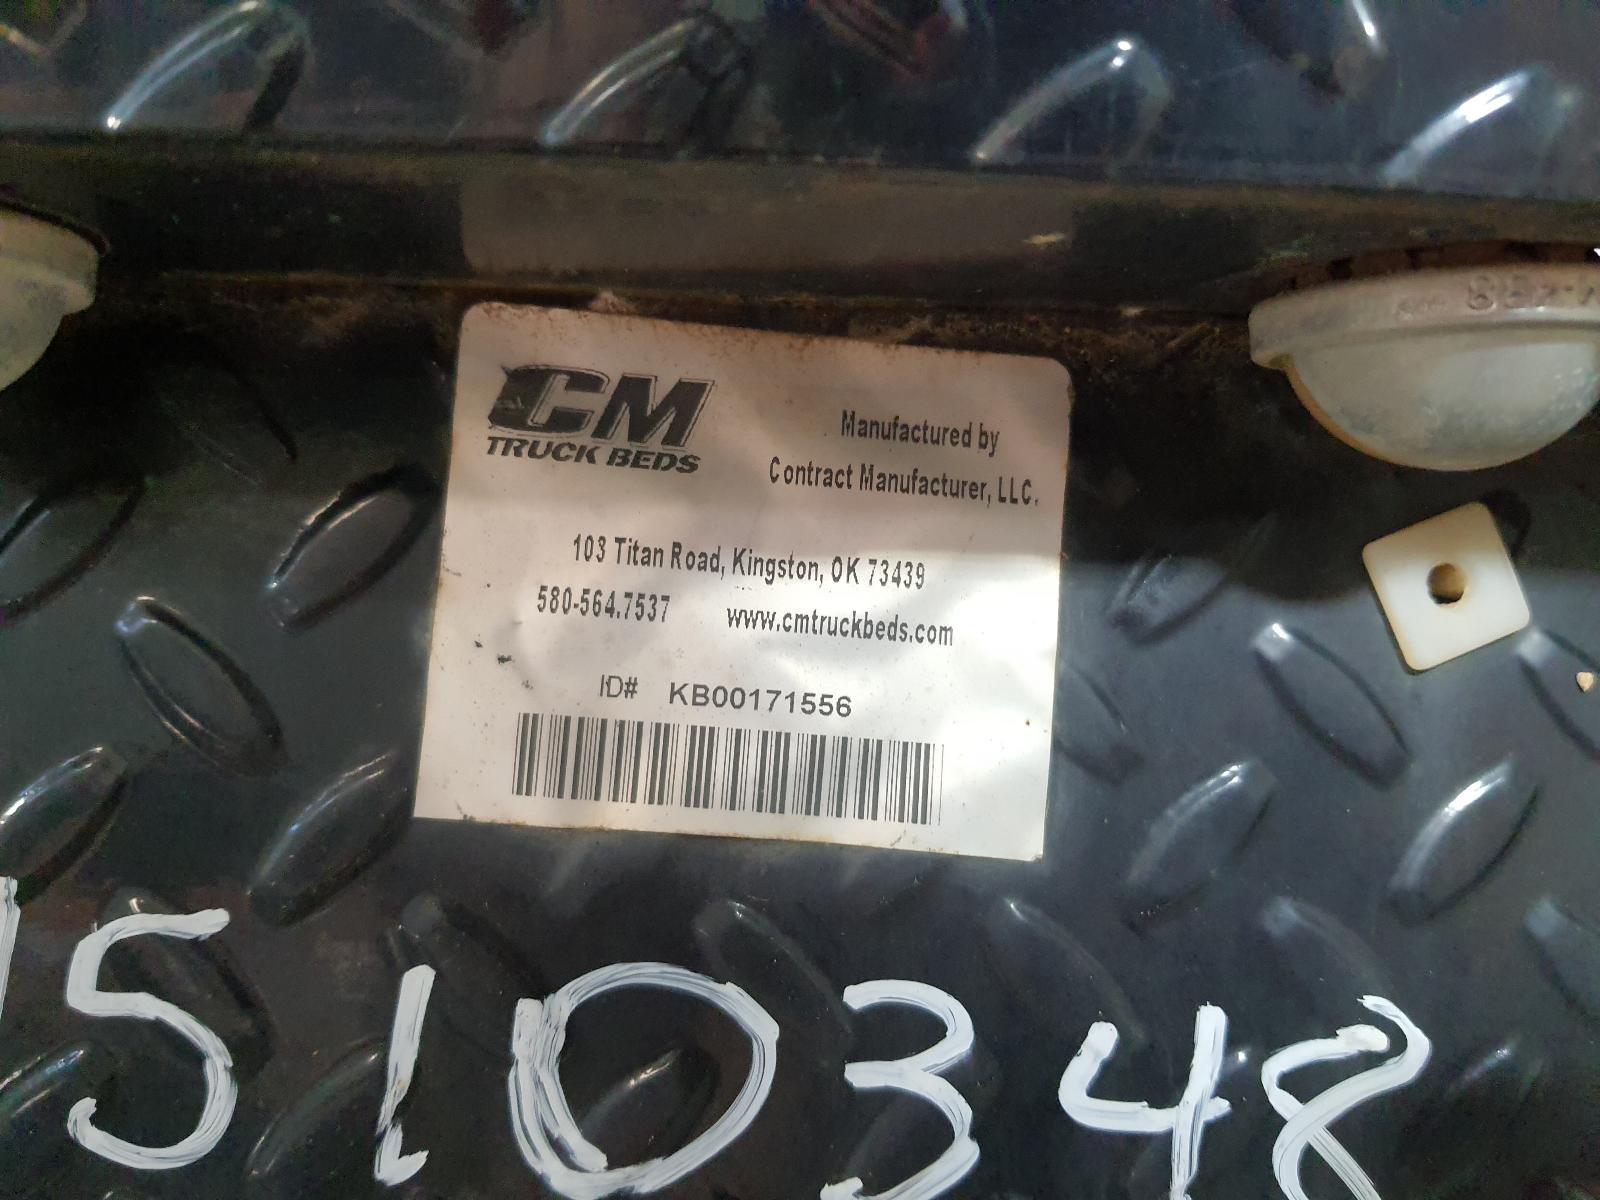 CM
TRUCK BEDS
Manufactured by
Contract Manufacturer, LLC.
103 Titan Road, Kingston, OK 73439
580-564.7537 www.cmtruckbeds.com
ID# KB00171556
510348